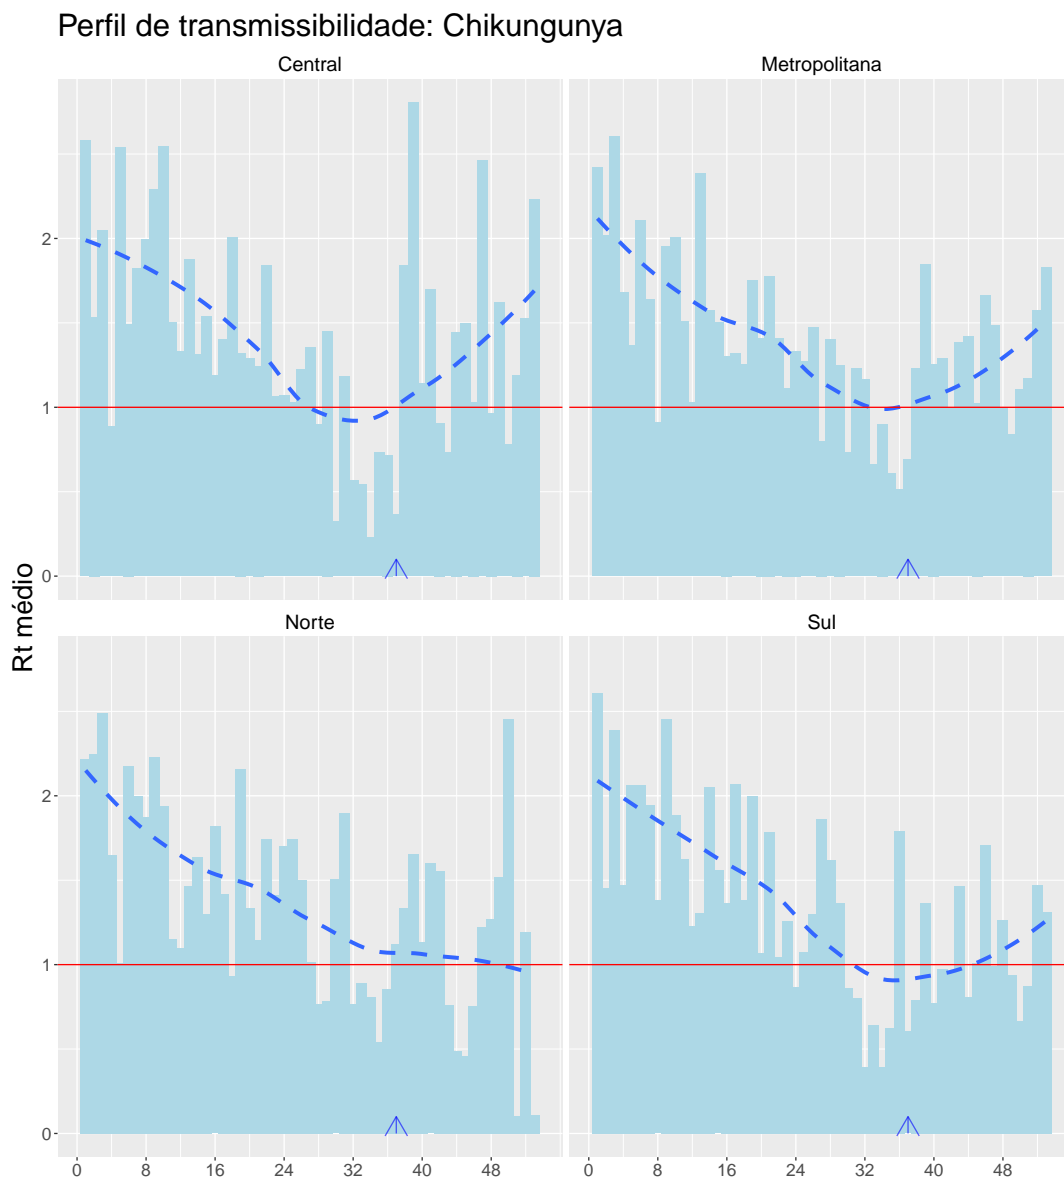 Perfil de transmissibilidade: Chikungunya
Central
Metropolitana
2
1
0
Rt médio
Norte
Sul
2
1
0
0 8 16 24 32 40 48
0 8 16 24 32 40 48